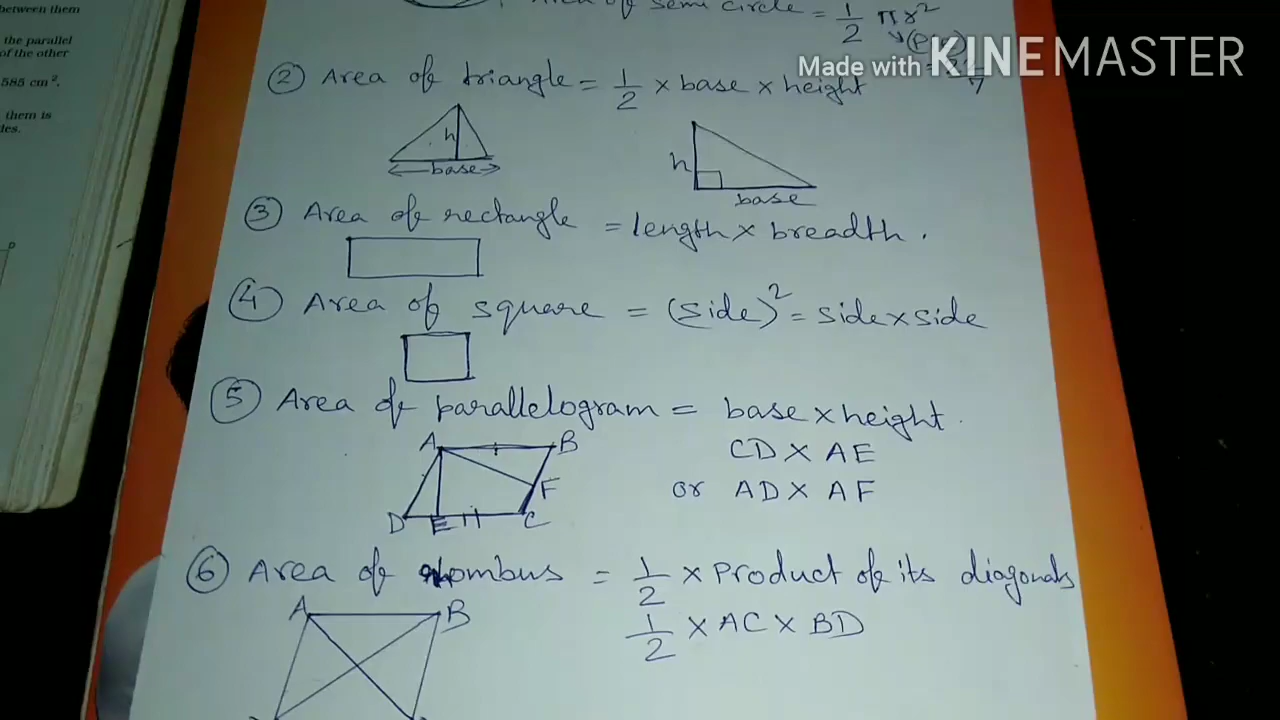 between them
the parallel
of the other
585 cm².
them is
Area of semi circle = 1/2 πr²
Made with KINEMASTER
② Area of triangle = 1/2 × base × height
7
h
base
h
base
③ Area of rectangle = length × breadth.
④ Area of square = (side)² = side × side
⑤ Area of parallelogram = base × height.
A B
CD × AE
F
or AD × AF
D E C
⑥ Area of rhombus = 1/2 × Product of its diagonals
A B
1/2 × AC × BD